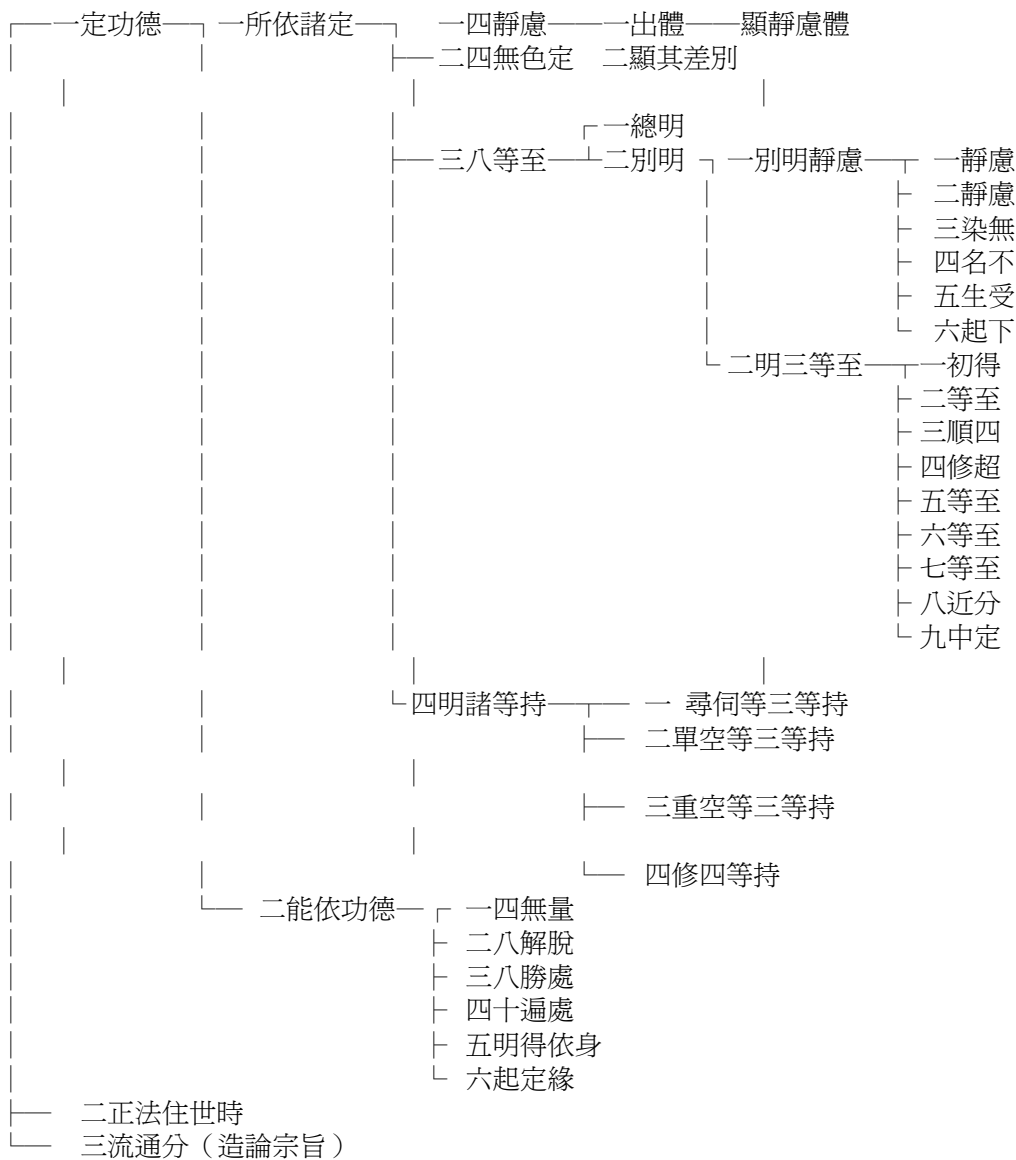 一定功德 一所依諸定 一四靜慮 一出體 顯靜慮體
二四無色定 二顯其差別
一總明
三八等至 二別明 一別明靜慮 一靜慮
二靜慮
三染無
四名不
五生受
六起下
二明三等至 一初得
二等至
三順四
四修超
五等至
六等至
七等至
八近分
九中定
四明諸等持 一 尋伺等三等持
二單空等三等持
三重空等三等持
四修四等持
二能依功德 一四無量
二八解脫
三八勝處
四十遍處
五明得依身
六起定緣
二正法住世時
三流通分（造論宗旨）